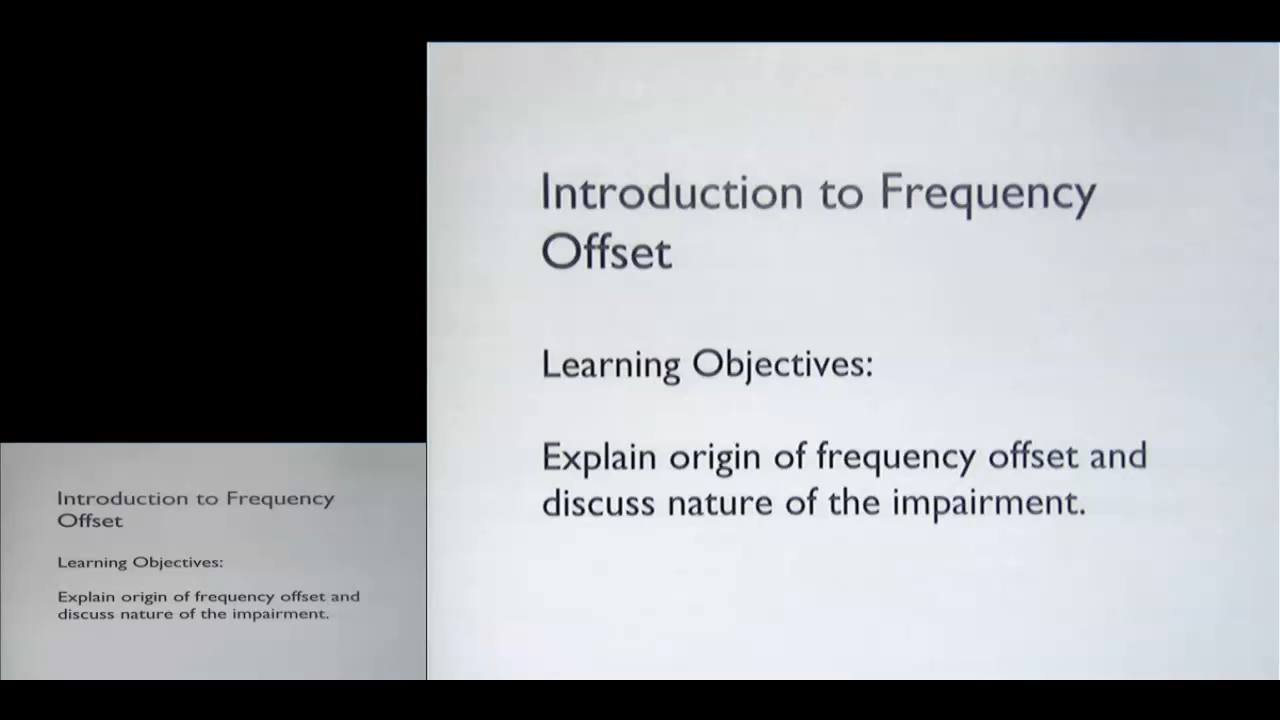 Introduction to Frequency
Offset
Learning Objectives:
Explain origin of frequency offset and
discuss nature of the impairment.
Introduction to Frequency
Offset
Learning Objectives:
Explain origin of frequency offset and
discuss nature of the impairment.